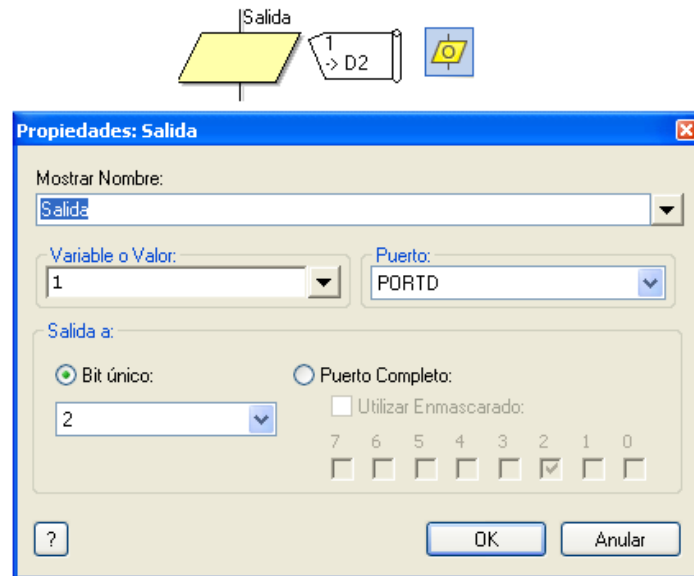 Salida
1
-> D2
O
Propiedades: Salida
Mostrar Nombre:
Salida
Variable o Valor:
Puerto:
1
PORTD
Salida a:
Bit único:
Puerto Completo:
Utilizar Enmascarado:
2
7 6 5 4 3 2 1 0
? OK Anular